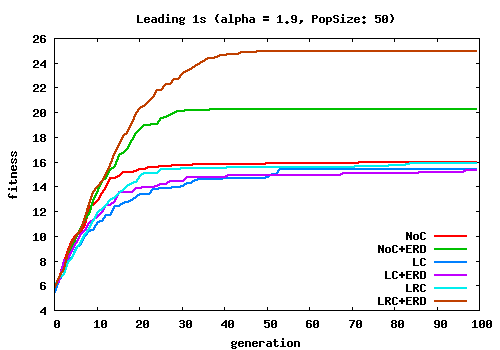 Leading 1s (alpha = 1.9, PopSize: 50)
26
24
22
20
18
16
14
12
10
8
6
4
fitness
NoC
NoC+ERD
LC
LC+ERD
LRC
LRC+ERD
0 10 20 30 40 50 60 70 80 90 100
generation